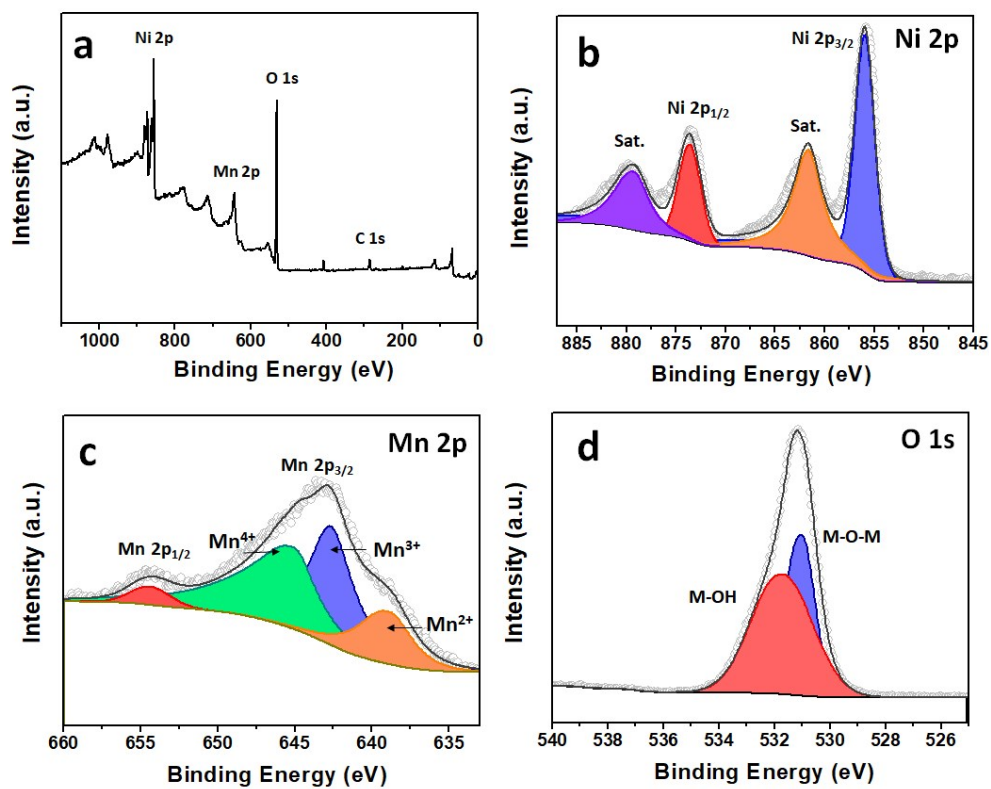 a
Ni 2p
O 1s
Mn 2p
C 1s
Intensity (a.u.)
1000 800 600 400 200 0
Binding Energy (eV)
b
Ni 2p
Ni 2p3/2
Ni 2p1/2
Sat.
Sat.
Intensity (a.u.)
885 880 875 870 865 860 855 850 845
Binding Energy (eV)
c
Mn 2p
Mn 2p3/2
Mn 2p1/2
Mn4+
Mn3+
Mn2+
Intensity (a.u.)
660 655 650 645 640 635
Binding Energy (eV)
d
O 1s
M-O-M
M-OH
Intensity (a.u.)
540 538 536 534 532 530 528 526
Binding Energy (eV)